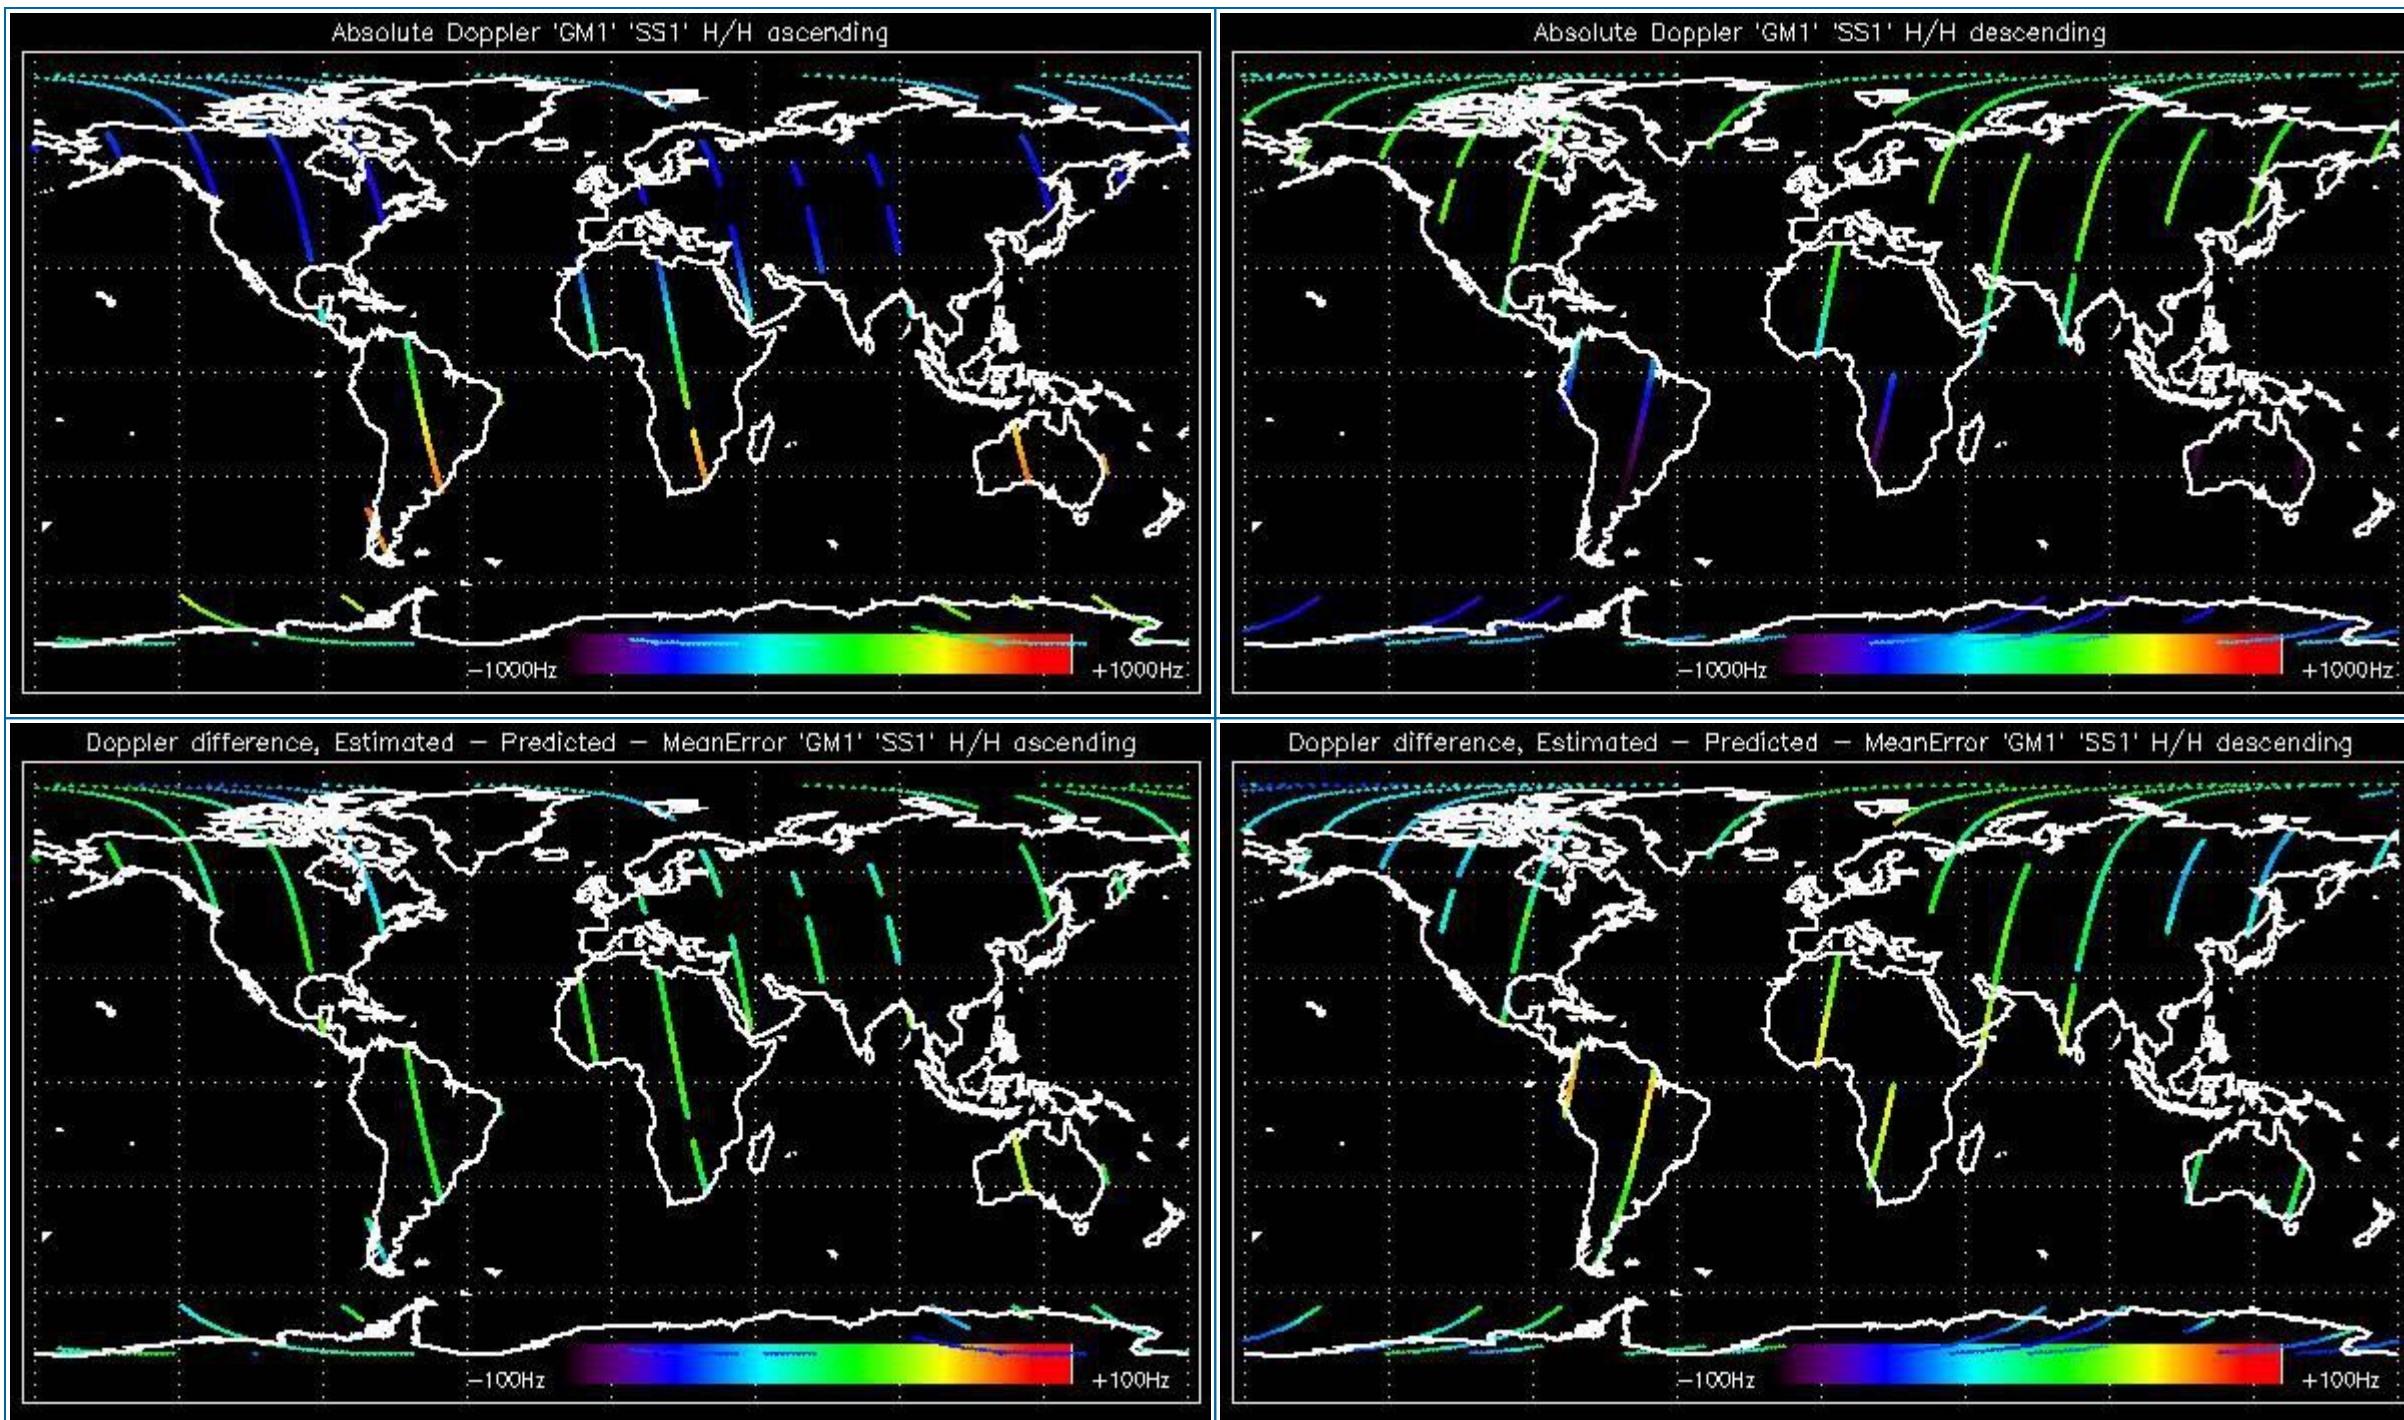 Absolute Doppler 'GM1' 'SS1' H/H ascending
-1000Hz
+1000Hz
Absolute Doppler 'GM1' 'SS1' H/H descending
-1000Hz
+1000Hz
Doppler difference, Estimated - Predicted - MeanError 'GM1' 'SS1' H/H ascending
-100Hz
+100Hz
Doppler difference, Estimated - Predicted - MeanError 'GM1' 'SS1' H/H descending
-100Hz
+100Hz